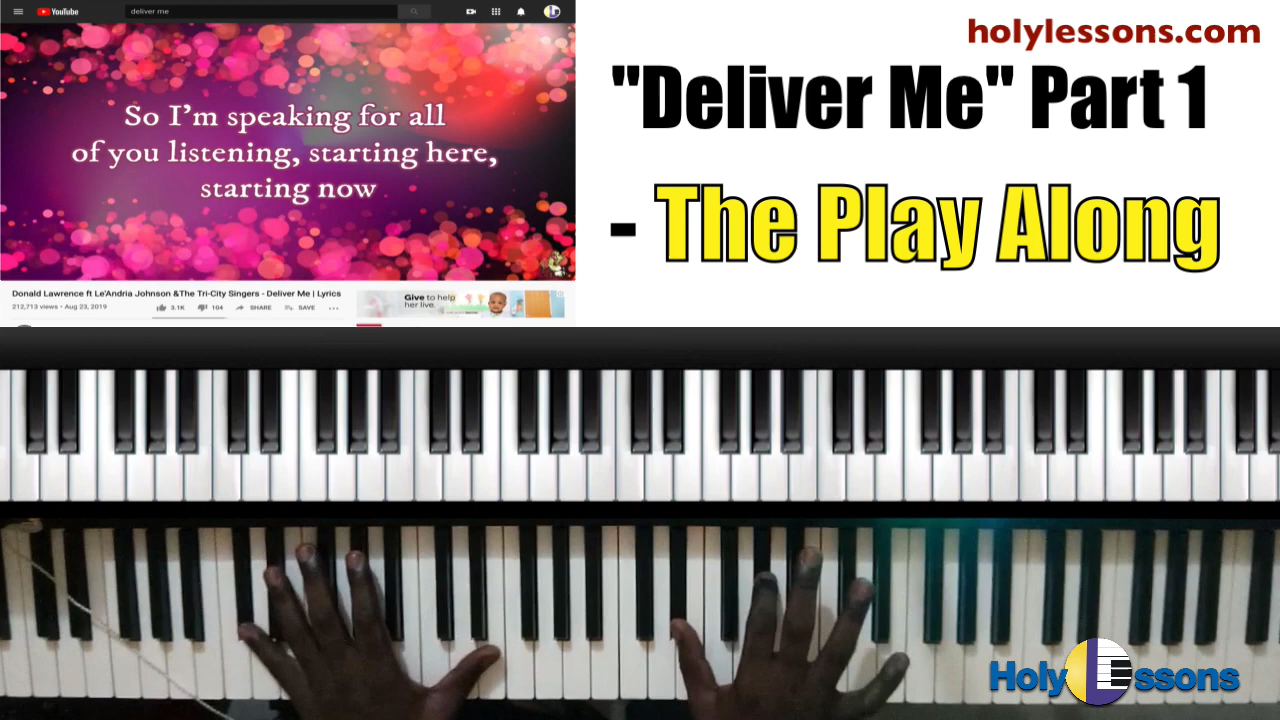 YouTube
deliver me
So I'm speaking for all
of you listening, starting here,
starting now
Donald Lawrence ft Le'Andria Johnson &The Tri-City Singers - Deliver Me | Lyrics
212,713 views • Aug 23, 2019
3.1K
104
SHARE
SAVE
Give to help
her live.
holylessons.com
"Deliver Me" Part 1
- The Play Along
Holy Lessons